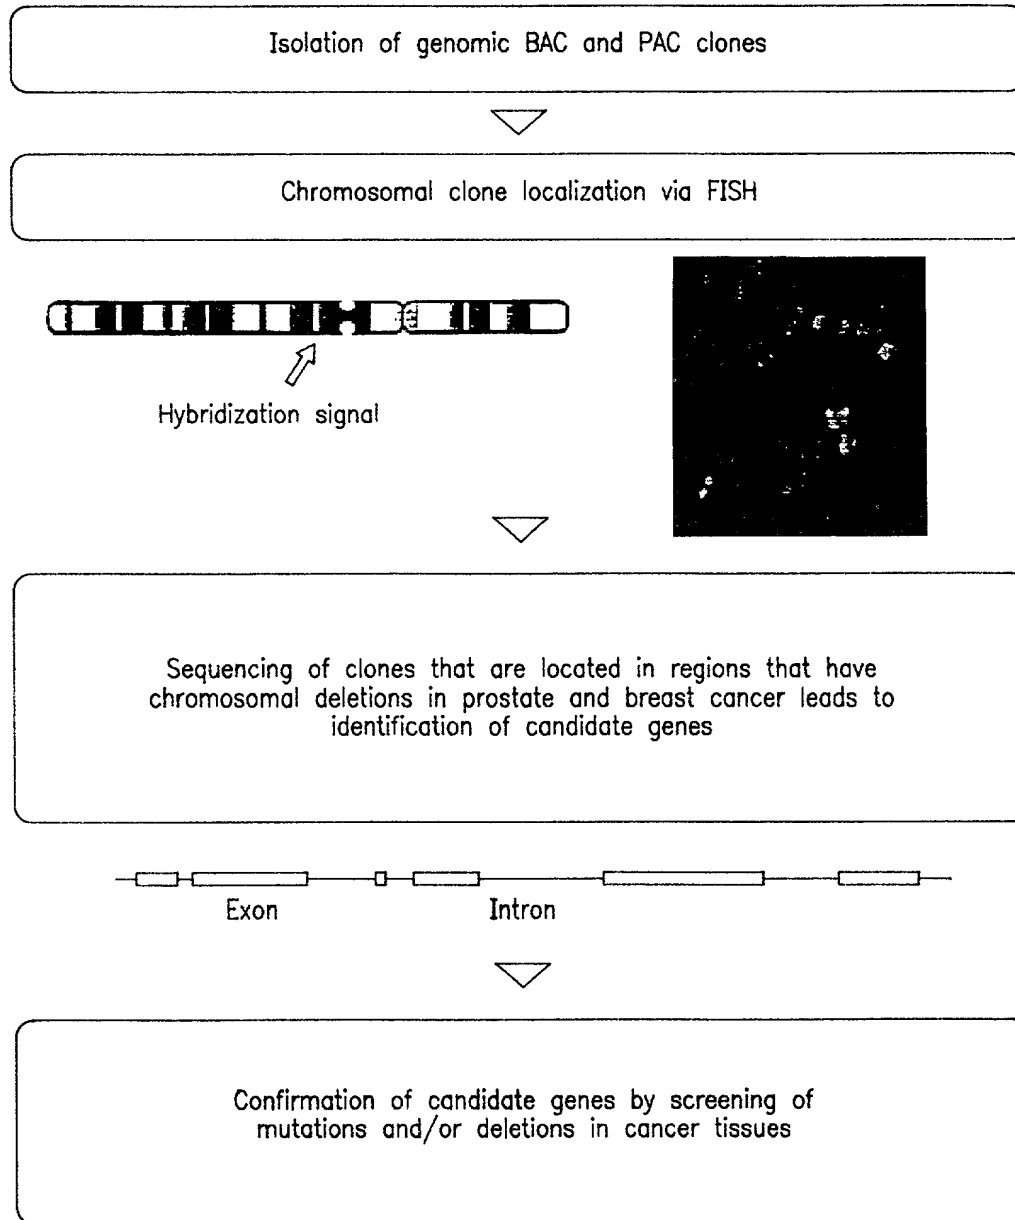 Isolation of genomic BAC and PAC clones
Chromosomal clone localization via FISH
Hybridization signal
Sequencing of clones that are located in regions that have
chromosomal deletions in prostate and breast cancer leads to
identification of candidate genes
Exon
Intron
Confirmation of candidate genes by screening of
mutations and/or deletions in cancer tissues